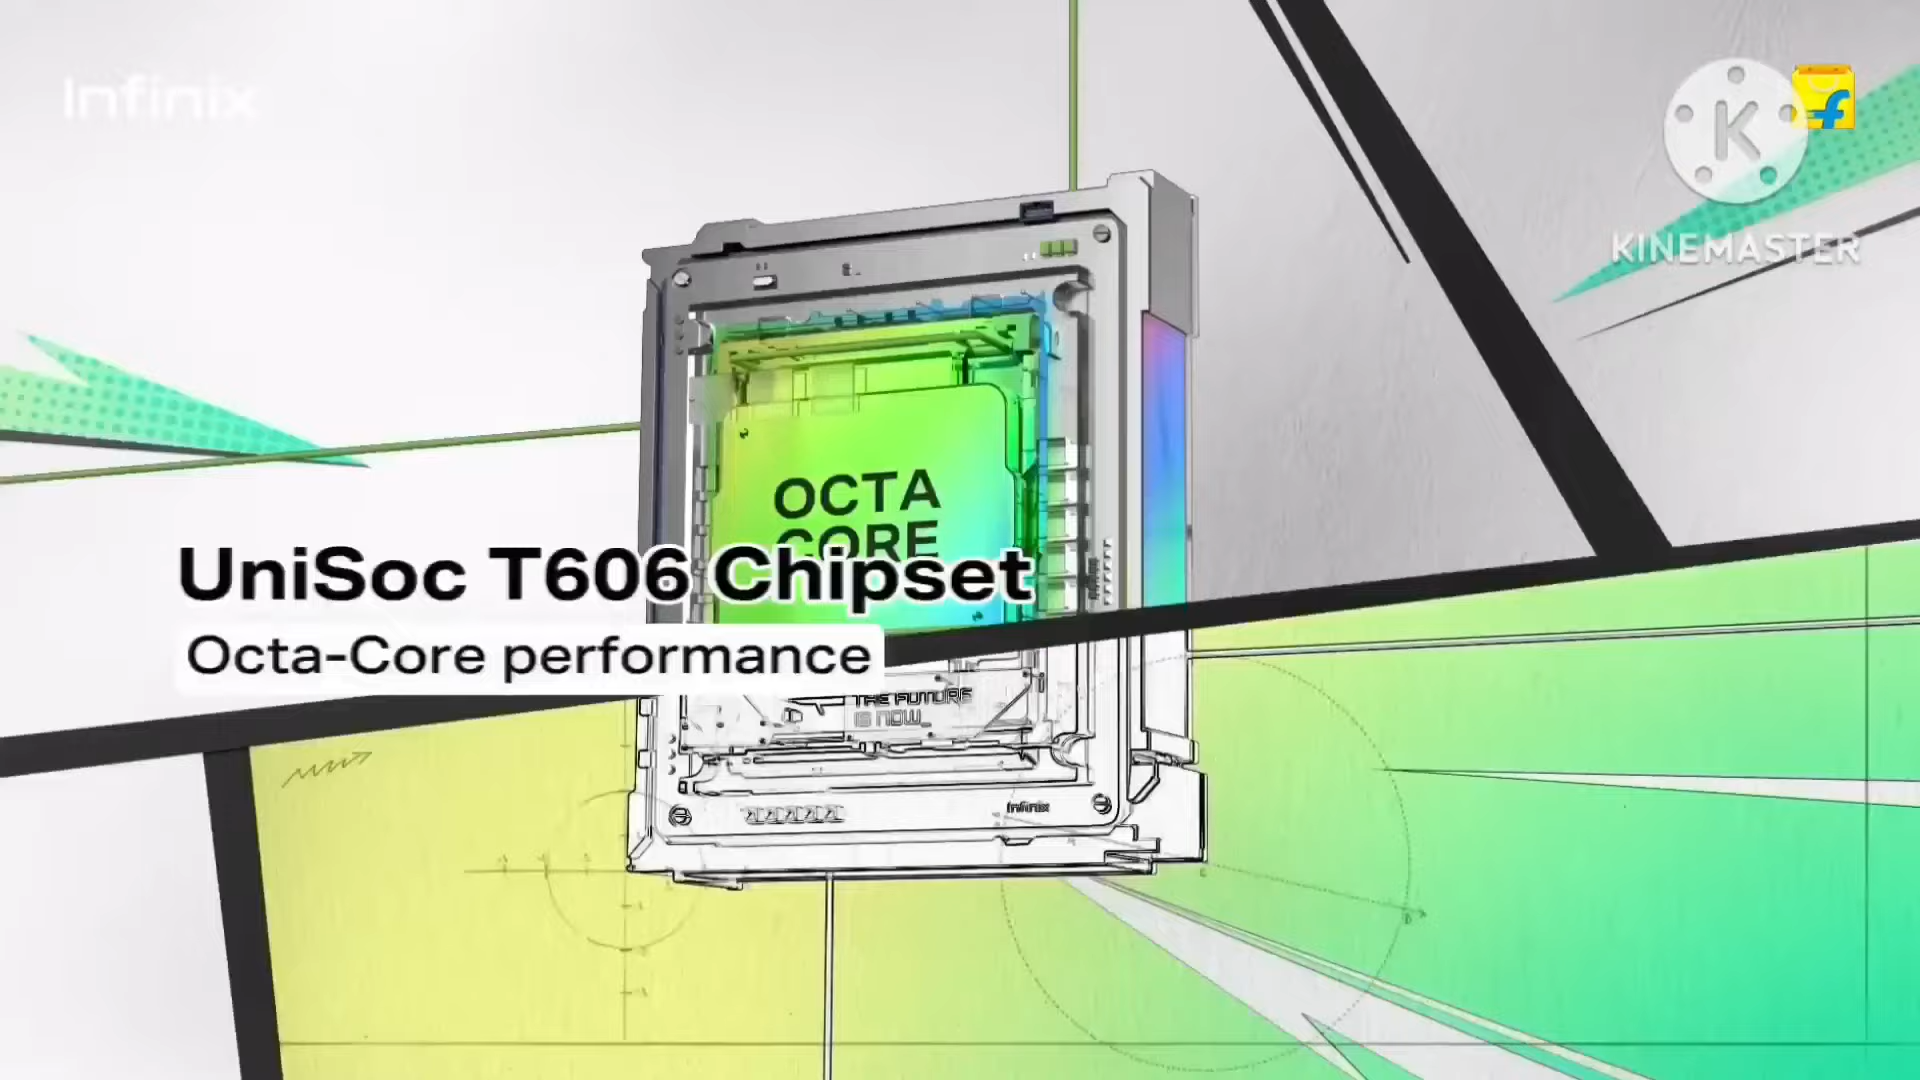 Infinix
K
f
KINEMASTER
OCTA
CORE
UniSoc T606 Chipset
Octa-Core performance
THE FUTURE
IS NOW_
Infinix